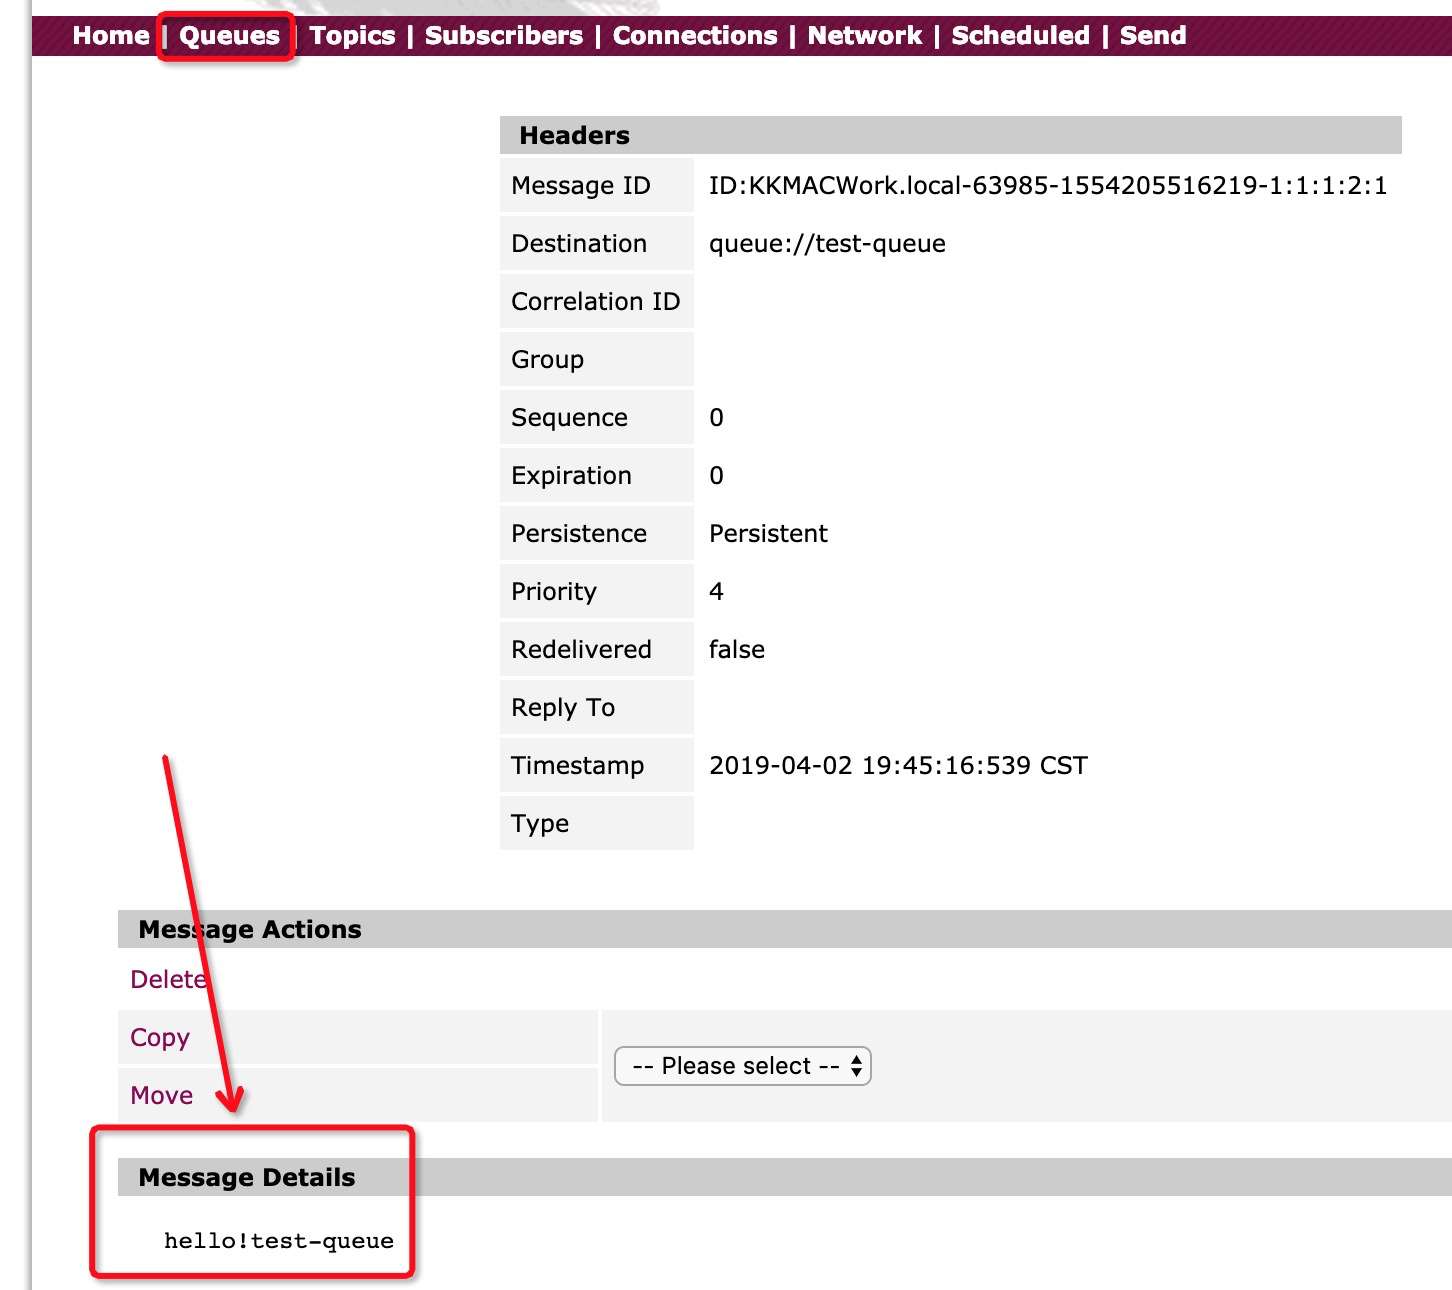 Home | Queues | Topics | Subscribers | Connections | Network | Scheduled | Send
Headers
Message ID ID:KKMACWork.local-63985-1554205516219-1:1:1:2:1
Destination queue://test-queue
Correlation ID
Group
Sequence 0
Expiration 0
Persistence Persistent
Priority 4
Redelivered false
Reply To
Timestamp 2019-04-02 19:45:16:539 CST
Type
Message Actions
Delete
Copy
-- Please select --
Move
Message Details
hello!test-queue